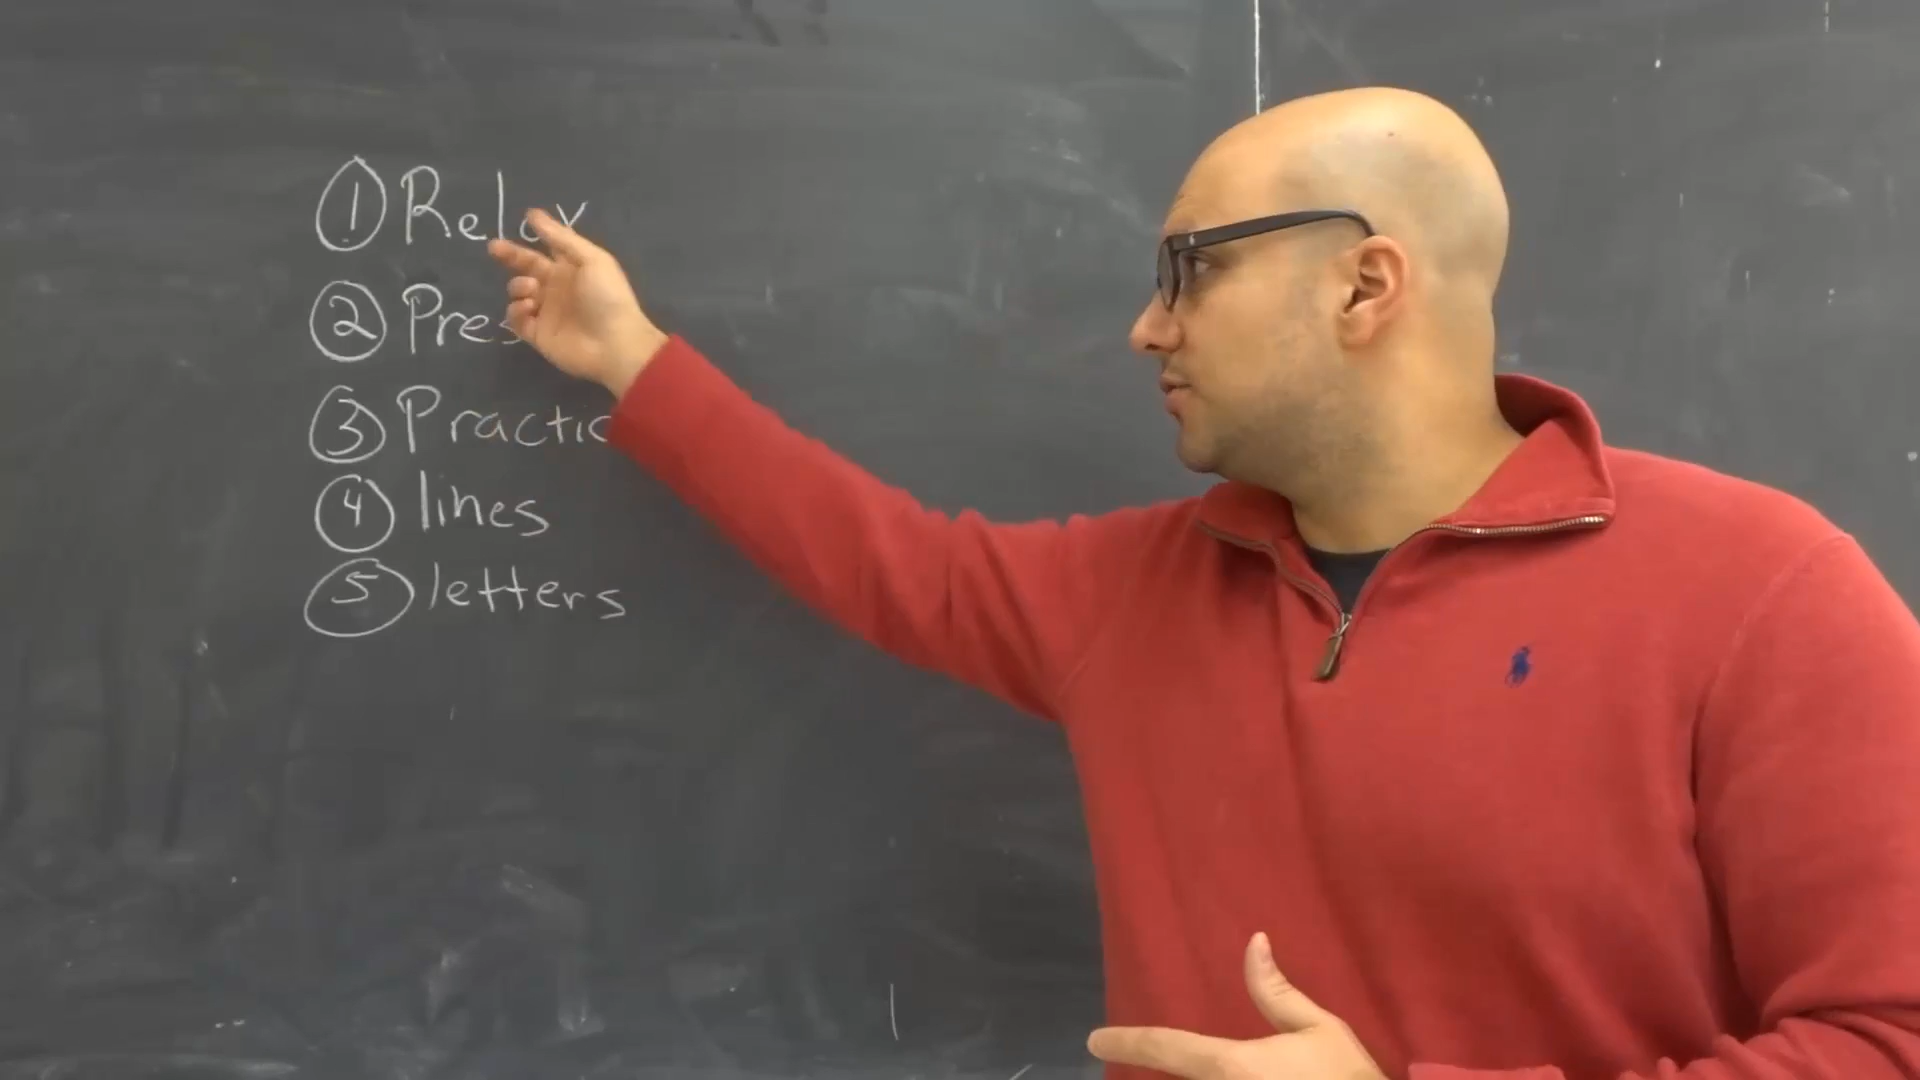 ① Relax
② Pres
③ Practic
④ lines
⑤ letters